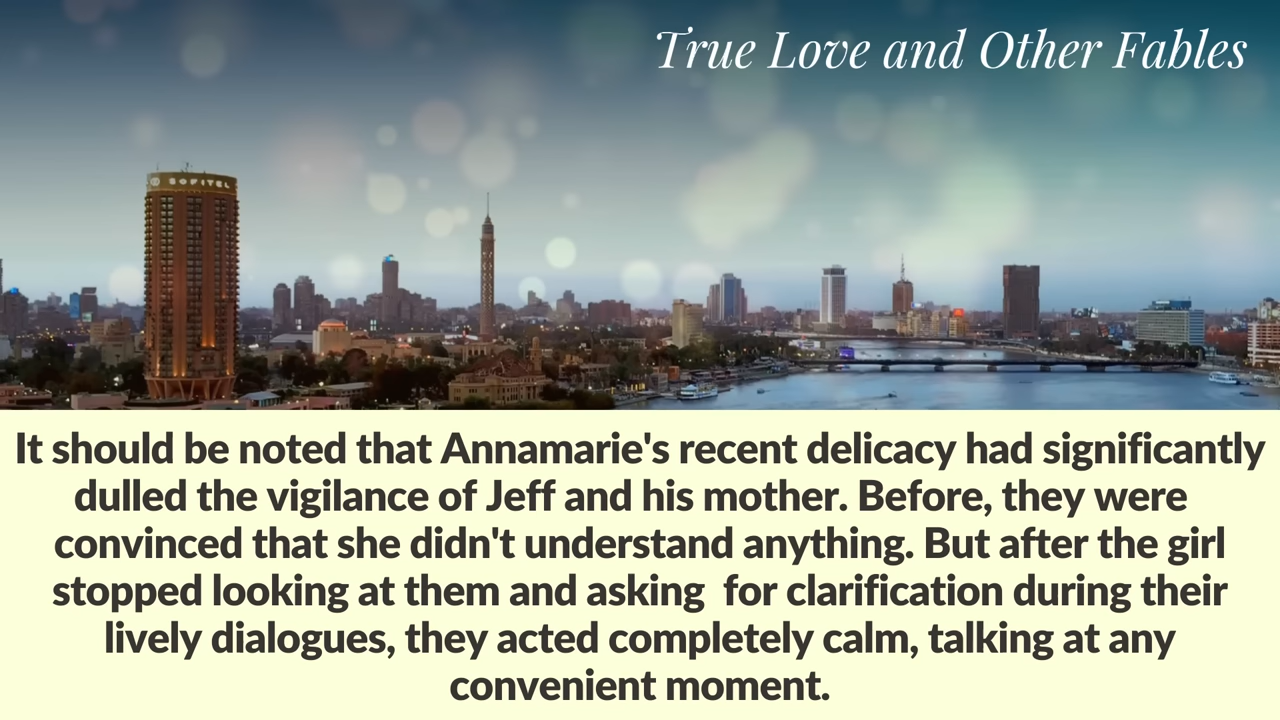 True Love and Other Fables
SOFITEL
It should be noted that Annamarie's recent delicacy had significantly
dulled the vigilance of Jeff and his mother. Before, they were
convinced that she didn't understand anything. But after the girl
stopped looking at them and asking  for clarification during their
lively dialogues, they acted completely calm, talking at any
convenient moment.